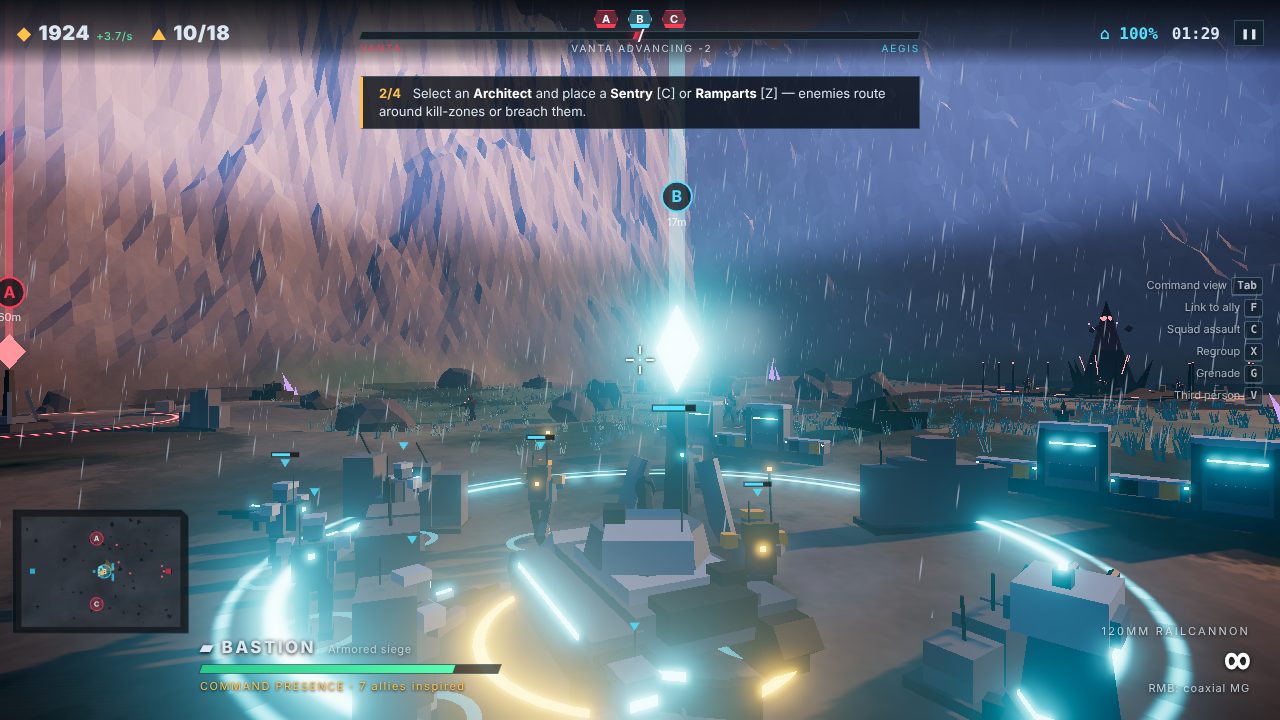 1924 +3.7/s 10/18
A B C
VANTA VANTA ADVANCING -2 AEGIS
100% 01:29
2/4 Select an Architect and place a Sentry [C] or Ramparts [Z] — enemies route
around kill-zones or breach them.
B
17m
A
60m
Command view Tab
Link to ally F
Squad assault C
Regroup X
Grenade G
Third person V
A
B
C
BASTION Armored siege
COMMAND PRESENCE - 7 allies inspired
120MM RAILCANNON
∞
RMB: coaxial MG